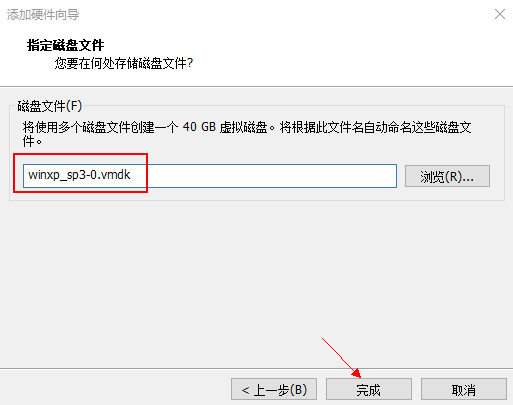 添加硬件向导
指定磁盘文件
您要在何处存储磁盘文件?
磁盘文件(F)
将使用多个磁盘文件创建一个 40 GB 虚拟磁盘。将根据此文件名自动命名这些磁盘文
件。
winxp_sp3-0.vmdk
浏览(R)...
< 上一步(B)
完成
取消